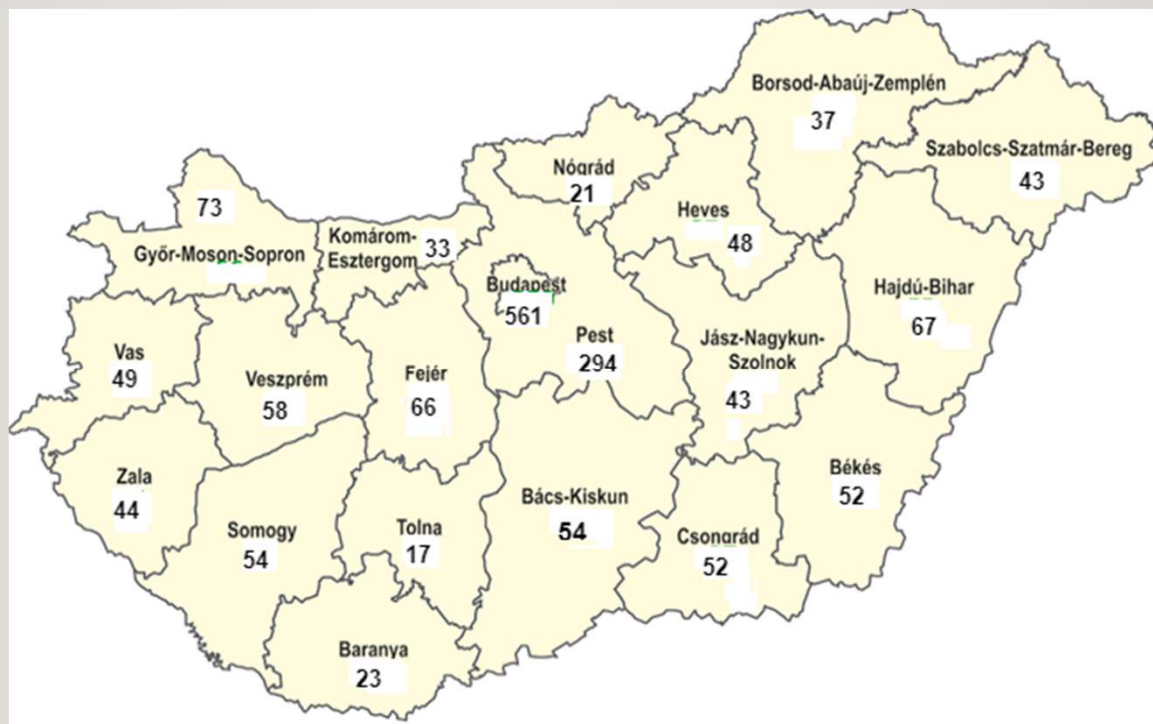 Borsod-Abaúj-Zemplén
37
Szabolcs-Szatmár-Bereg
43
Nógrád
21
Heves
48
73
Győr-Moson-Sopron
Komárom-
Esztergom
33
Budapest
561
Pest
294
Hajdú-Bihar
67
Jász-Nagykun-
Szolnok
43
Vas
49
Veszprém
58
Fejér
66
Zala
44
Somogy
54
Tolna
17
Bács-Kiskun
54
Csongrád
52
Békés
52
Baranya
23